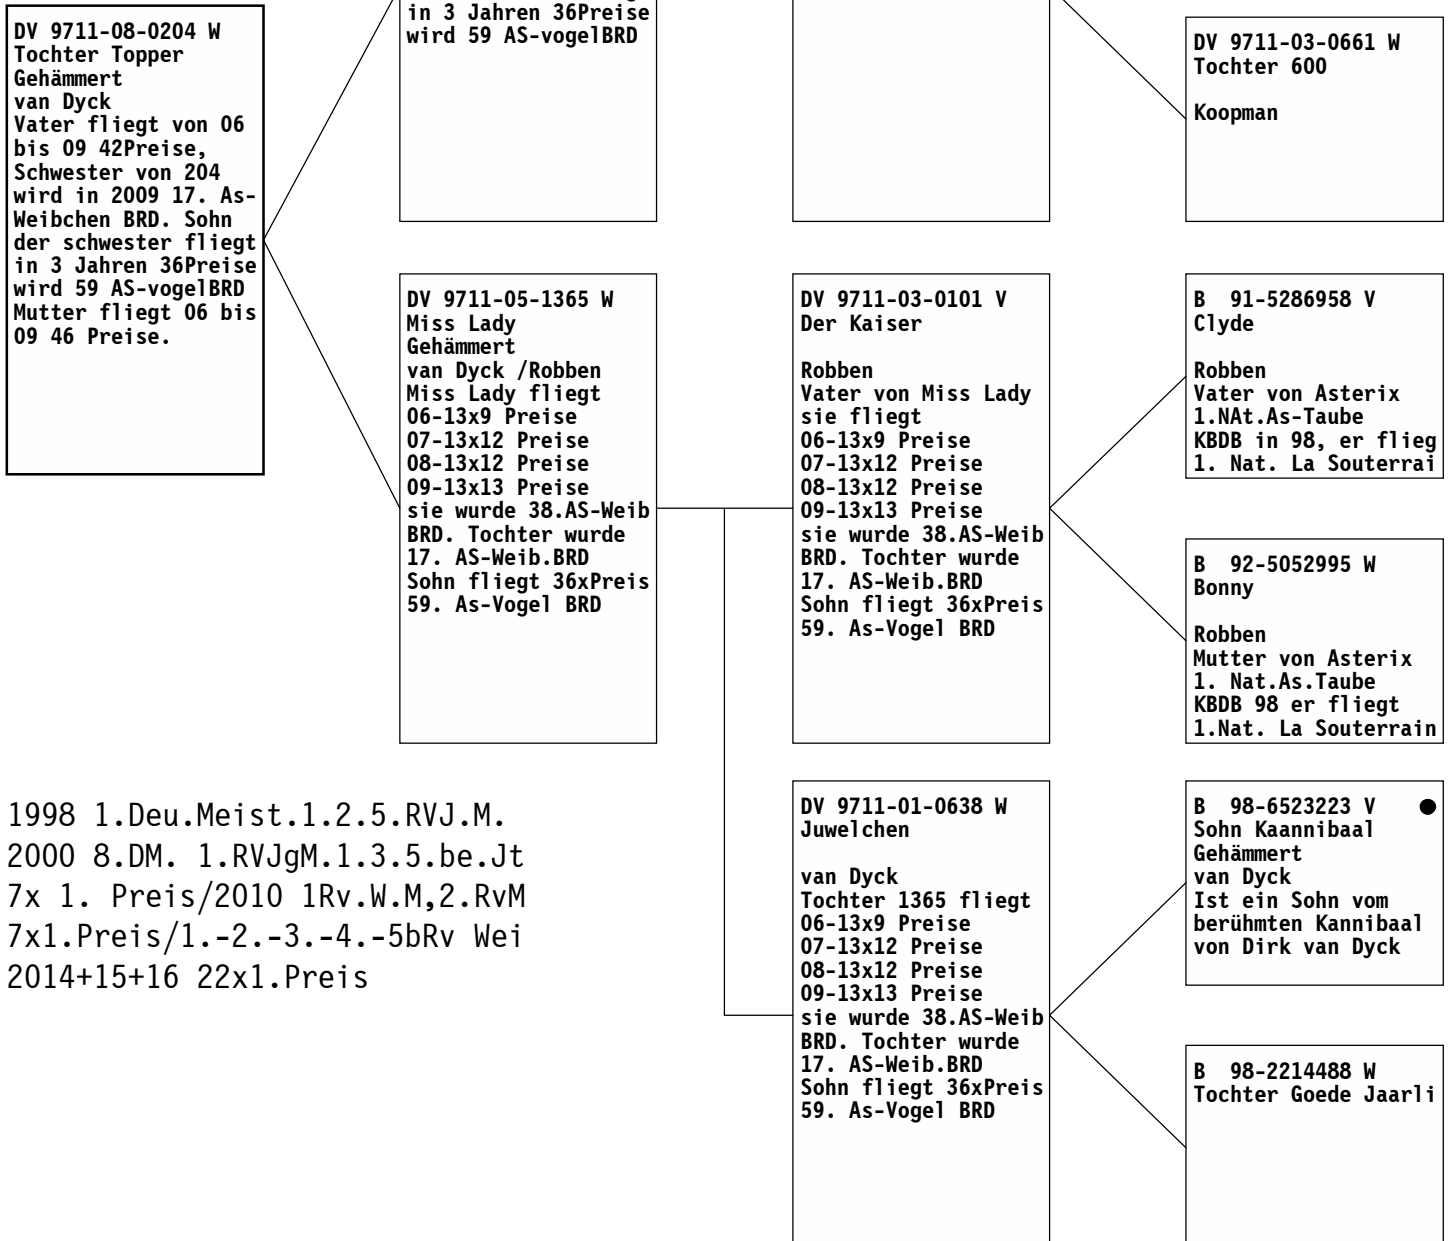 DV 9711-08-0204 W
Tochter Topper
Gehämmert
van Dyck
Vater fliegt von 06
bis 09 42Preise,
Schwester von 204
wird in 2009 17. As-
Weibchen BRD. Sohn
der schwester fliegt
in 3 Jahren 36Preise
wird 59 AS-vogelBRD
Mutter fliegt 06 bis
09 46 Preise.
in 3 Jahren 36Preise
wird 59 AS-vogelBRD
DV 9711-03-0661 W
Tochter 600
Koopman
DV 9711-05-1365 W
Miss Lady
Gehämmert
van Dyck /Robben
Miss Lady fliegt
06-13x9 Preise
07-13x12 Preise
08-13x12 Preise
09-13x13 Preise
sie wurde 38.AS-Weib
BRD. Tochter wurde
17. AS-Weib.BRD
Sohn fliegt 36xPreis
59. As-Vogel BRD
DV 9711-03-0101 V
Der Kaiser
Robben
Vater von Miss Lady
sie fliegt
06-13x9 Preise
07-13x12 Preise
08-13x12 Preise
09-13x13 Preise
sie wurde 38.AS-Weib
BRD. Tochter wurde
17. AS-Weib.BRD
Sohn fliegt 36xPreis
59. As-Vogel BRD
B  91-5286958 V
Clyde
Robben
Vater von Asterix
1.NAt.As-Taube
KBDB in 98, er flieg
1. Nat. La Souterrai
B  92-5052995 W
Bonny
Robben
Mutter von Asterix
1. Nat.As.Taube
KBDB 98 er fliegt
1.Nat. La Souterrain
DV 9711-01-0638 W
Juwelchen
van Dyck
Tochter 1365 fliegt
06-13x9 Preise
07-13x12 Preise
08-13x12 Preise
09-13x13 Preise
sie wurde 38.AS-Weib
BRD. Tochter wurde
17. AS-Weib.BRD
Sohn fliegt 36xPreis
59. As-Vogel BRD
B  98-6523223 V ●
Sohn Kaannibaal
Gehämmert
van Dyck
Ist ein Sohn vom
berühmten Kannibaal
von Dirk van Dyck
B  98-2214488 W
Tochter Goede Jaarli
1998 1.Deu.Meist.1.2.5.RVJ.M.
2000 8.DM. 1.RVJgM.1.3.5.be.Jt
7x 1. Preis/2010 1Rv.W.M,2.RvM
7x1.Preis/1.-2.-3.-4.-5bRv Wei
2014+15+16 22x1.Preis